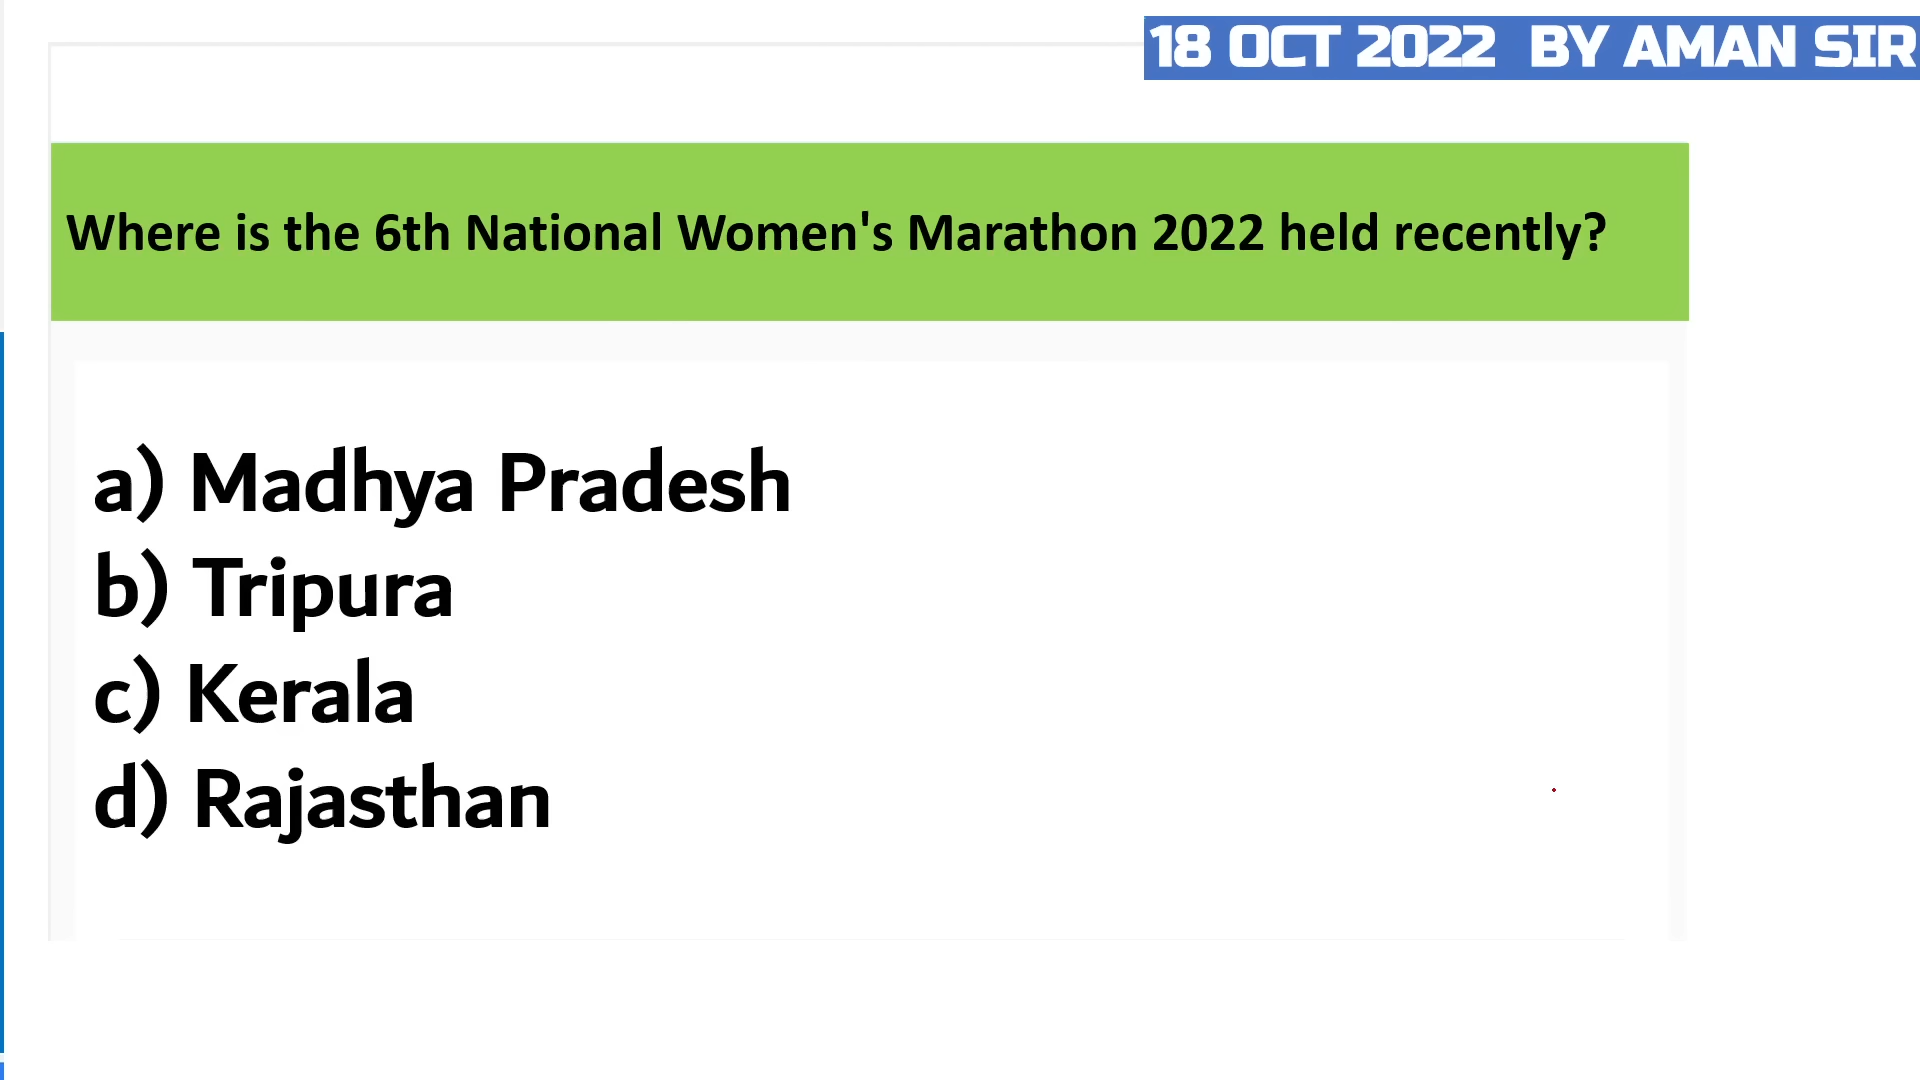 18 OCT 2022 BY AMAN SIR
Where is the 6th National Women's Marathon 2022 held recently?
a) Madhya Pradesh
b) Tripura
c) Kerala
d) Rajasthan